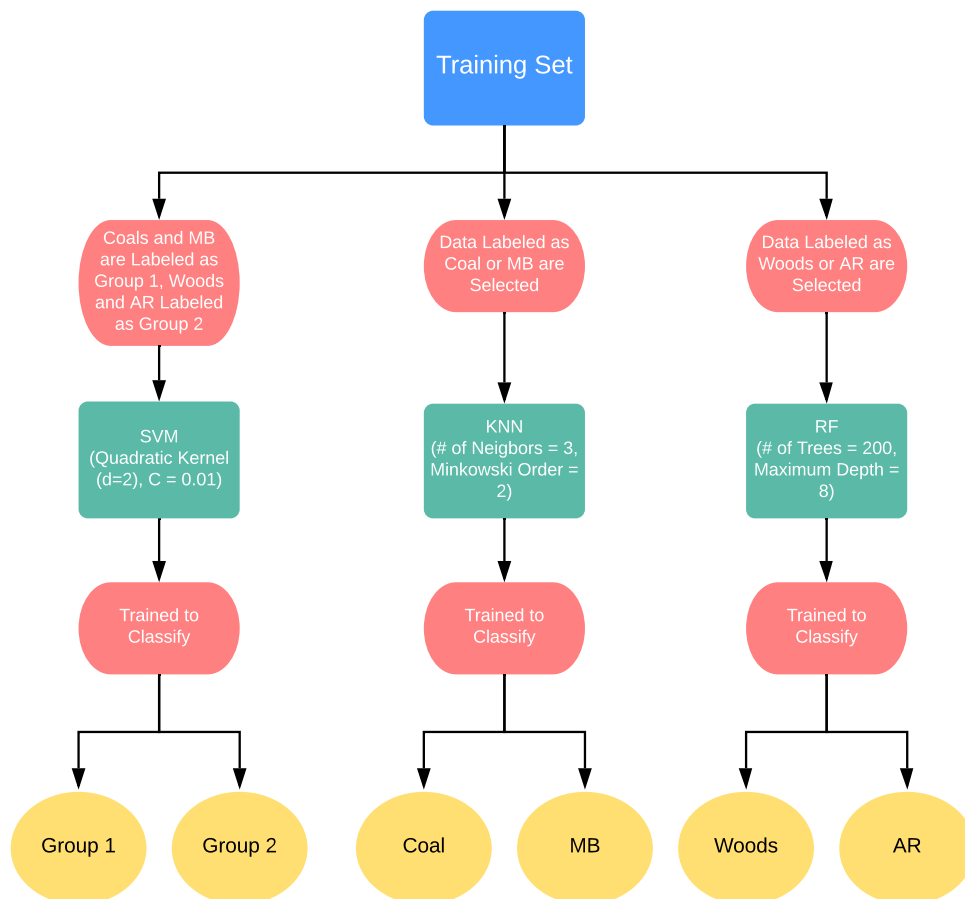 Training Set
Coals and MB
are Labeled as
Group 1, Woods
and AR Labeled
as Group 2
Data Labeled as
Coal or MB are
Selected
Data Labeled as
Woods or AR are
Selected
SVM
(Quadratic Kernel
(d=2), C = 0.01)
KNN
(# of Neigbors = 3,
Minkowski Order =
2)
RF
(# of Trees = 200,
Maximum Depth =
8)
Trained to
Classify
Trained to
Classify
Trained to
Classify
Group 1
Group 2
Coal
MB
Woods
AR